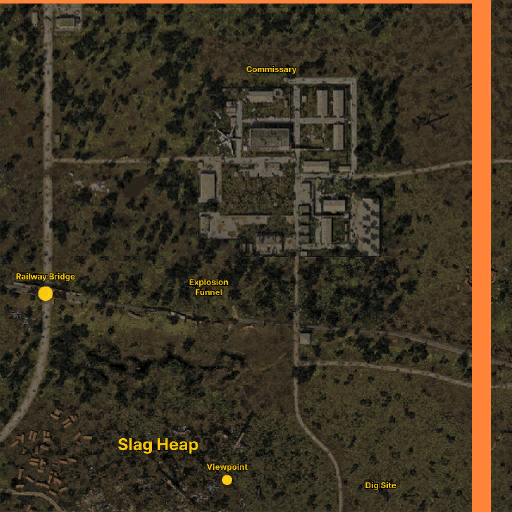 Commissary
Railway Bridge
Explosion
Funnel
Slag Heap
Viewpoint
Dig Site